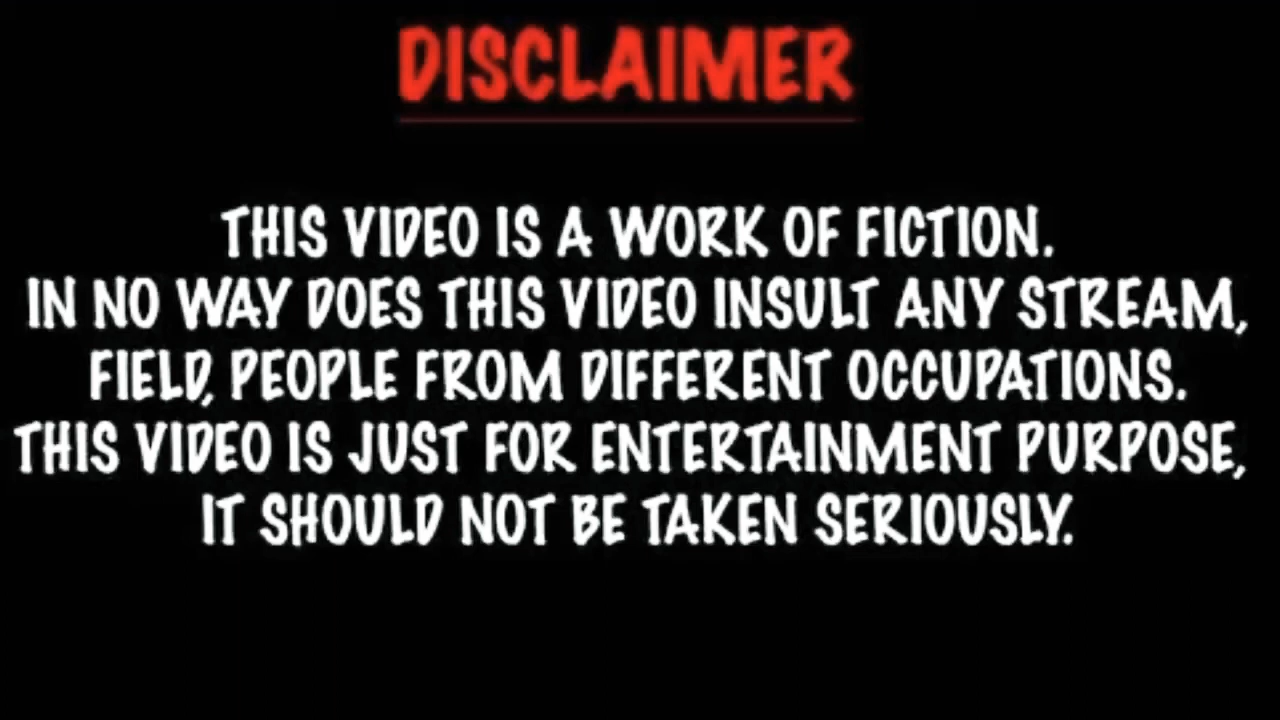 DISCLAIMER
THIS VIDEO IS A WORK OF FICTION.
IN NO WAY DOES THIS VIDEO INSULT ANY STREAM,
FIELD, PEOPLE FROM DIFFERENT OCCUPATIONS.
THIS VIDEO IS JUST FOR ENTERTAINMENT PURPOSE,
IT SHOULD NOT BE TAKEN SERIOUSLY.